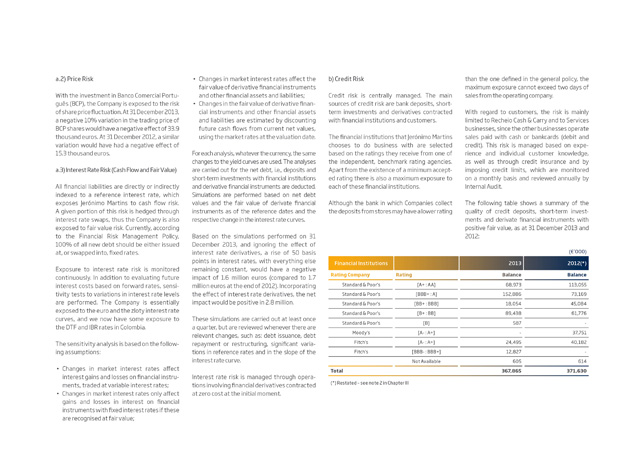 a.2) Price Risk
With the investment in Banco Comercial Portu-
guês (BCP), the Company is exposed to the risk
of share price fluctuation. At 31 December 2013,
a negative 10% variation in the trading price of
BCP shares would have a negative effect of 33.9
thousand euros. At 31 December 2012, a similar
variation would have had a negative effect of
15.3 thousand euros.
a.3) Interest Rate Risk (Cash Flow and Fair Value)
All financial liabilities are directly or indirectly
indexed to a reference interest rate, which
exposes Jerónimo Martins to cash flow risk.
A given portion of this risk is hedged through
interest rate swaps, thus the Company is also
exposed to fair value risk. Currently, according
to the Financial Risk Management Policy,
100% of all new debt should be either issued
at, or swapped into, fixed rates.
Exposure to interest rate risk is monitored
continuously. In addition to evaluating future
interest costs based on forward rates, sensi-
tivity tests to variations in interest rate levels
are performed. The Company is essentially
exposed to the euro and the zloty interest rate
curves, and we now have some exposure to
the DTF and IBR rates in Colombia.
The sensitivity analysis is based on the follow-
ing assumptions:
• Changes in market interest rates affect
interest gains and losses on financial instru-
ments, traded at variable interest rates;
• Changes in market interest rates only affect
gains and losses in interest on financial
instruments with fixed interest rates if these
are recognised at fair value;
• Changes in market interest rates affect the
fair value of derivative financial instruments
and other financial assets and liabilities;
• Changes in the fair value of derivative finan-
cial instruments and other financial assets
and liabilities are estimated by discounting
future cash flows from current net values,
using the market rates at the valuation date.
For each analysis, whatever the currency, the same
changes to the yield curves are used. The analyses
are carried out for the net debt, i.e., deposits and
short-term investments with financial institutions
and derivative financial instruments are deducted.
Simulations are performed based on net debt
values and the fair value of derivative financial
instruments as of the reference dates and the
respective change in the interest rate curves.
Based on the simulations performed on 31
December 2013, and ignoring the effect of
interest rate derivatives, a rise of 50 basis
points in interest rates, with everything else
remaining constant, would have a negative
impact of 1.6 million euros (compared to 1.7
million euros at the end of 2012). Incorporating
the effect of interest rate derivatives, the net
impact would be positive in 2.8 million.
These simulations are carried out at least once
a quarter, but are reviewed whenever there are
relevant changes, such as: debt issuance, debt
repayment or restructuring, significant varia-
tions in reference rates and in the slope of the
interest rate curve.
Interest rate risk is managed through opera-
tions involving financial derivatives contracted
at zero cost at the initial moment.
b) Credit Risk
Credit risk is centrally managed. The main
sources of credit risk are bank deposits, short-
term investments and derivatives contracted
with financial institutions and customers.
The financial institutions that Jerónimo Martins
chooses to do business with are selected
based on the ratings they receive from one of
the independent, benchmark rating agencies.
Apart from the existence of a minimum accept-
ed rating there is also a maximum exposure to
each of these financial institutions.
Although the bank in which Companies collect
the deposits from stores may have a lower rating
than the one defined in the general policy, the
maximum exposure cannot exceed two days of
sales from the operating company.
With regard to customers, the risk is mainly
limited to Recheio Cash & Carry and to Services
businesses, since the other businesses operate
sales paid with cash or bankcards (debit and
credit). This risk is managed based on expe-
rience and individual customer knowledge,
as well as through credit insurance and by
imposing credit limits, which are monitored
on a monthly basis and reviewed annually by
Internal Audit.
The following table shows a summary of the
quality of credit deposits, short-term invest-
ments and derivate financial instruments with
positive fair value, as at 31 December 2013 and
2012:
(€'000)
Financial Institutions 2013 2012(*)
Rating Company Rating Balance Balance
Standard & Poor's [A+ : AA] 68,973 113,055
Standard & Poor's [BBB+ : A] 152,886 73,169
Standard & Poor's [BB+ : BBB] 18,054 45,084
Standard & Poor's [B+ : BB] 89,438 61,776
Standard & Poor's [B] 587 -
Moody's [A- : A+] - 37,751
Fitch's [A- : A+] 24,495 40,182
Fitch's [BBB- : BBB+] 12,827 -
Not Available 605 614
Total 367,865 371,630
(*) Restated - see note 2 in Chapter III